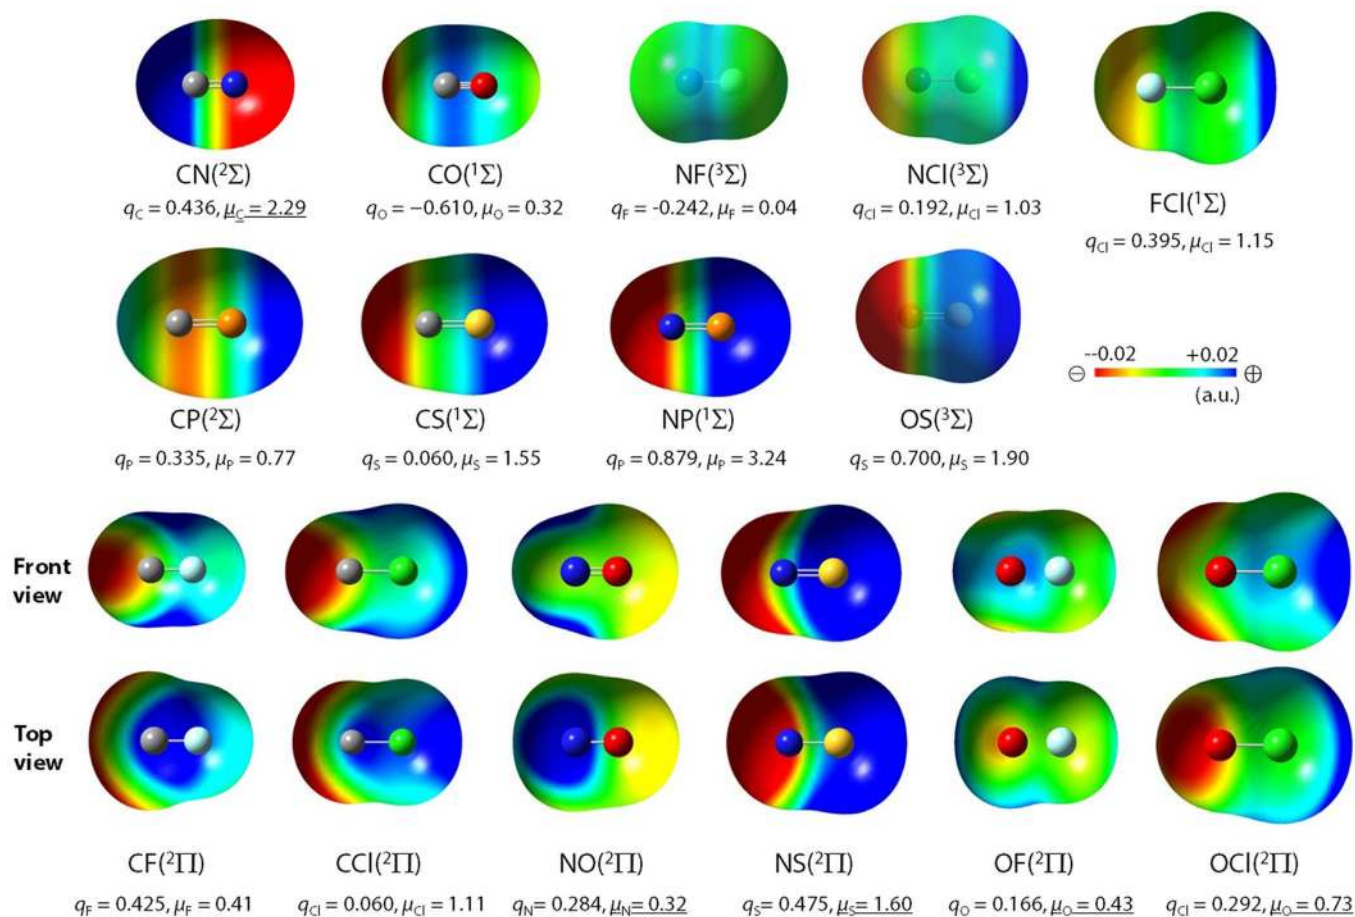 CN(²Σ) CO(¹Σ) NF(³Σ) NCl(³Σ) FCl(¹Σ)
q_C = 0.436, μ_C = 2.29 q_O = −0.610, μ_O = 0.32 q_F = -0.242, μ_F = 0.04 q_Cl = 0.192, μ_Cl = 1.03 q_Cl = 0.395, μ_Cl = 1.15
--0.02 +0.02
⊖ ⊕
(a.u.)
CP(²Σ) CS(¹Σ) NP(¹Σ) OS(³Σ)
q_P = 0.335, μ_P = 0.77 q_S = 0.060, μ_S = 1.55 q_P = 0.879, μ_P = 3.24 q_S = 0.700, μ_S = 1.90
Front
view
Top
view
CF(²Π) CCl(²Π) NO(²Π) NS(²Π) OF(²Π) OCl(²Π)
q_F = 0.425, μ_F = 0.41 q_Cl = 0.060, μ_Cl = 1.11 q_N= 0.284, μ_N= 0.32 q_S= 0.475, μ_S= 1.60 q_O = 0.166, μ_O = 0.43 q_Cl = 0.292, μ_O = 0.73